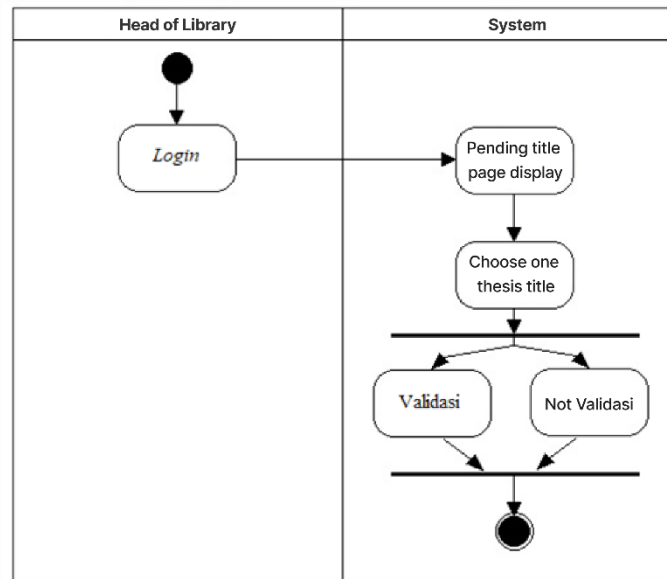 Head of Library
System
Login
Pending title
page display
Choose one
thesis title
Validasi
Not Validasi